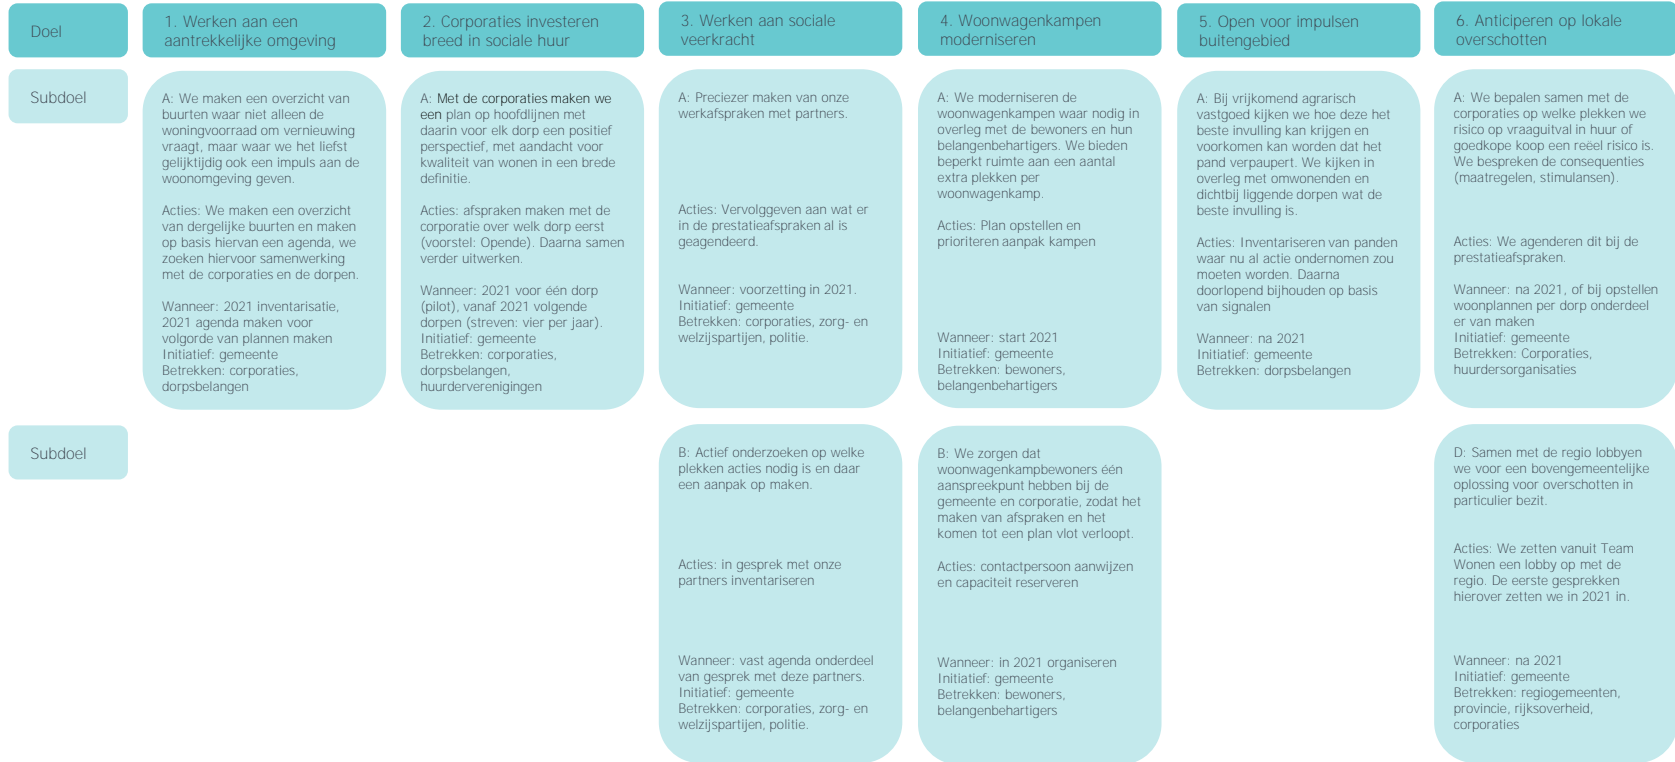 Doel
1. Werken aan een
aantrekkelijke omgeving
2. Corporaties investeren
breed in sociale huur
3. Werken aan sociale
veerkracht
4. Woonwagenkampen
moderniseren
5. Open voor impulsen
buitengebied
6. Anticiperen op lokale
overschotten
Subdoel
A: We maken een overzicht van
buurten waar niet alleen de
woningvoorraad om vernieuwing
vraagt, maar waar we het liefst
gelijktijdig ook een impuls aan de
woonomgeving geven.
Acties: We maken een overzicht
van dergelijke buurten en maken
op basis hiervan een agenda, we
zoeken hiervoor samenwerking
met de corporaties en de dorpen.
Wanneer: 2021 inventarisatie,
2021 agenda maken voor
volgorde van plannen maken
Initiatief: gemeente
Betrekken: corporaties,
dorpsbelangen
A: Met de corporaties maken we
een plan op hoofdlijnen met
daarin voor elk dorp een positief
perspectief, met aandacht voor
kwaliteit van wonen in een brede
definitie.
Acties: afspraken maken met de
corporatie over welk dorp eerst
(voorstel: Opende). Daarna samen
verder uitwerken.
Wanneer: 2021 voor één dorp
(pilot), vanaf 2021 volgende
dorpen (streven: vier per jaar).
Initiatief: gemeente
Betrekken: corporaties,
dorpsbelangen,
huurderverenigingen
A: Preciezer maken van onze
werkafspraken met partners.
Acties: Vervolggeven aan wat er
in de prestatieafspraken al is
geagendeerd.
Wanneer: voorzetting in 2021.
Initiatief: gemeente
Betrekken: corporaties, zorg- en
welzijspartijen, politie.
A: We moderniseren de
woonwagenkampen waar nodig in
overleg met de bewoners en hun
belangenbehartigers. We bieden
beperkt ruimte aan een aantal
extra plekken per
woonwagenkamp.
Acties: Plan opstellen en
prioriteren aanpak kampen
Wanneer: start 2021
Initiatief: gemeente
Betrekken: bewoners,
belangenbehartigers
A: Bij vrijkomend agrarisch
vastgoed kijken we hoe deze het
beste invulling kan krijgen en
voorkomen kan worden dat het
pand verpaupert. We kijken in
overleg met omwonenden en
dichtbij liggende dorpen wat de
beste invulling is.
Acties: Inventariseren van panden
waar nu al actie ondernomen zou
moeten worden. Daarna
doorlopend bijhouden op basis
van signalen
Wanneer: na 2021
Initiatief: gemeente
Betrekken: dorpsbelangen
A: We bepalen samen met de
corporaties op welke plekken we
risico op vraaguitval in huur of
goedkope koop een reëel risico is.
We bespreken de consequenties
(maatregelen, stimulansen).
Acties: We agenderen dit bij de
prestatieafspraken.
Wanneer: na 2021, of bij opstellen
woonplannen per dorp onderdeel
er van maken
Initiatief: gemeente
Betrekken: Corporaties,
huurdersorganisaties
Subdoel
B: Actief onderzoeken op welke
plekken acties nodig is en daar
een aanpak op maken.
Acties: in gesprek met onze
partners inventariseren
Wanneer: vast agenda onderdeel
van gesprek met deze partners.
Initiatief: gemeente
Betrekken: corporaties, zorg- en
welzijspartijen, politie.
B: We zorgen dat
woonwagenkampbewoners één
aanspreekpunt hebben bij de
gemeente en corporatie, zodat het
maken van afspraken en het
komen tot een plan vlot verloopt.
Acties: contactpersoon aanwijzen
en capaciteit reserveren
Wanneer: in 2021 organiseren
Initiatief: gemeente
Betrekken: bewoners,
belangenbehartigers
D: Samen met de regio lobbyen
we voor een bovengemeentelijke
oplossing voor overschotten in
particulier bezit.
Acties: We zetten vanuit Team
Wonen een lobby op met de
regio. De eerste gesprekken
hierover zetten we in 2021 in.
Wanneer: na 2021
Initiatief: gemeente
Betrekken: regiogemeenten,
provincie, rijksoverheid,
corporaties